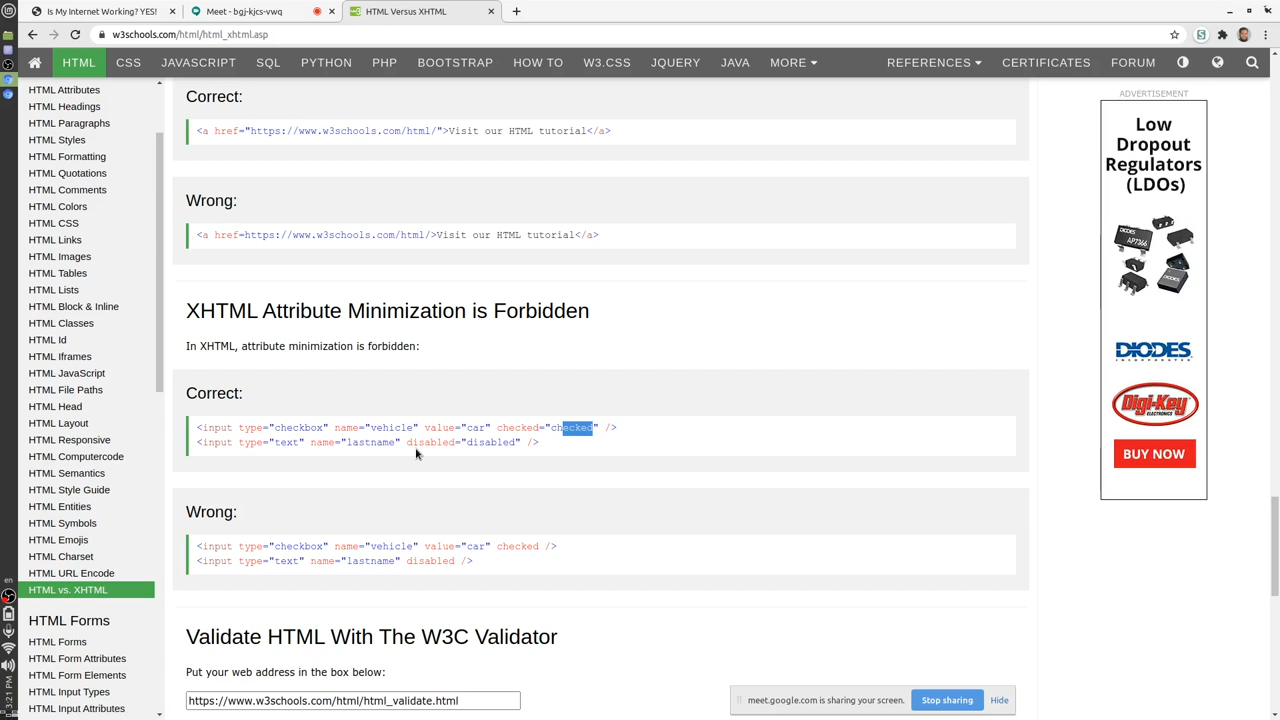 Is My Internet Working? YES!
Meet - bgj-kjcs-vwq
HTML Versus XHTML
w3schools.com/html/html_xhtml.asp
HTML
CSS
JAVASCRIPT
SQL
PYTHON
PHP
BOOTSTRAP
HOW TO
W3.CSS
JQUERY
JAVA
MORE
REFERENCES
CERTIFICATES
FORUM
HTML Attributes
HTML Headings
HTML Paragraphs
HTML Styles
HTML Formatting
HTML Quotations
HTML Comments
HTML Colors
HTML CSS
HTML Links
HTML Images
HTML Tables
HTML Lists
HTML Block & Inline
HTML Classes
HTML Id
HTML Iframes
HTML JavaScript
HTML File Paths
HTML Head
HTML Layout
HTML Responsive
HTML Computercode
HTML Semantics
HTML Style Guide
HTML Entities
HTML Symbols
HTML Emojis
HTML Charset
HTML URL Encode
HTML vs. XHTML
HTML Forms
HTML Forms
HTML Form Attributes
HTML Form Elements
HTML Input Types
HTML Input Attributes
Correct:
<a href="https://www.w3schools.com/html/">Visit our HTML tutorial</a>
Wrong:
<a href=https://www.w3schools.com/html/>Visit our HTML tutorial</a>
XHTML Attribute Minimization is Forbidden
In XHTML, attribute minimization is forbidden:
Correct:
<input type="checkbox" name="vehicle" value="car" checked="checked" />
<input type="text" name="lastname" disabled="disabled" />
Wrong:
<input type="checkbox" name="vehicle" value="car" checked />
<input type="text" name="lastname" disabled />
Validate HTML With The W3C Validator
Put your web address in the box below:
https://www.w3schools.com/html/html_validate.html
ADVERTISEMENT
Low
Dropout
Regulators
(LDOs)
DIODES
AP7366
DIODES
INCORPORATED
Digi-Key
ELECTRONICS
BUY NOW
meet.google.com is sharing your screen.
Stop sharing
Hide
en
3:21 PM